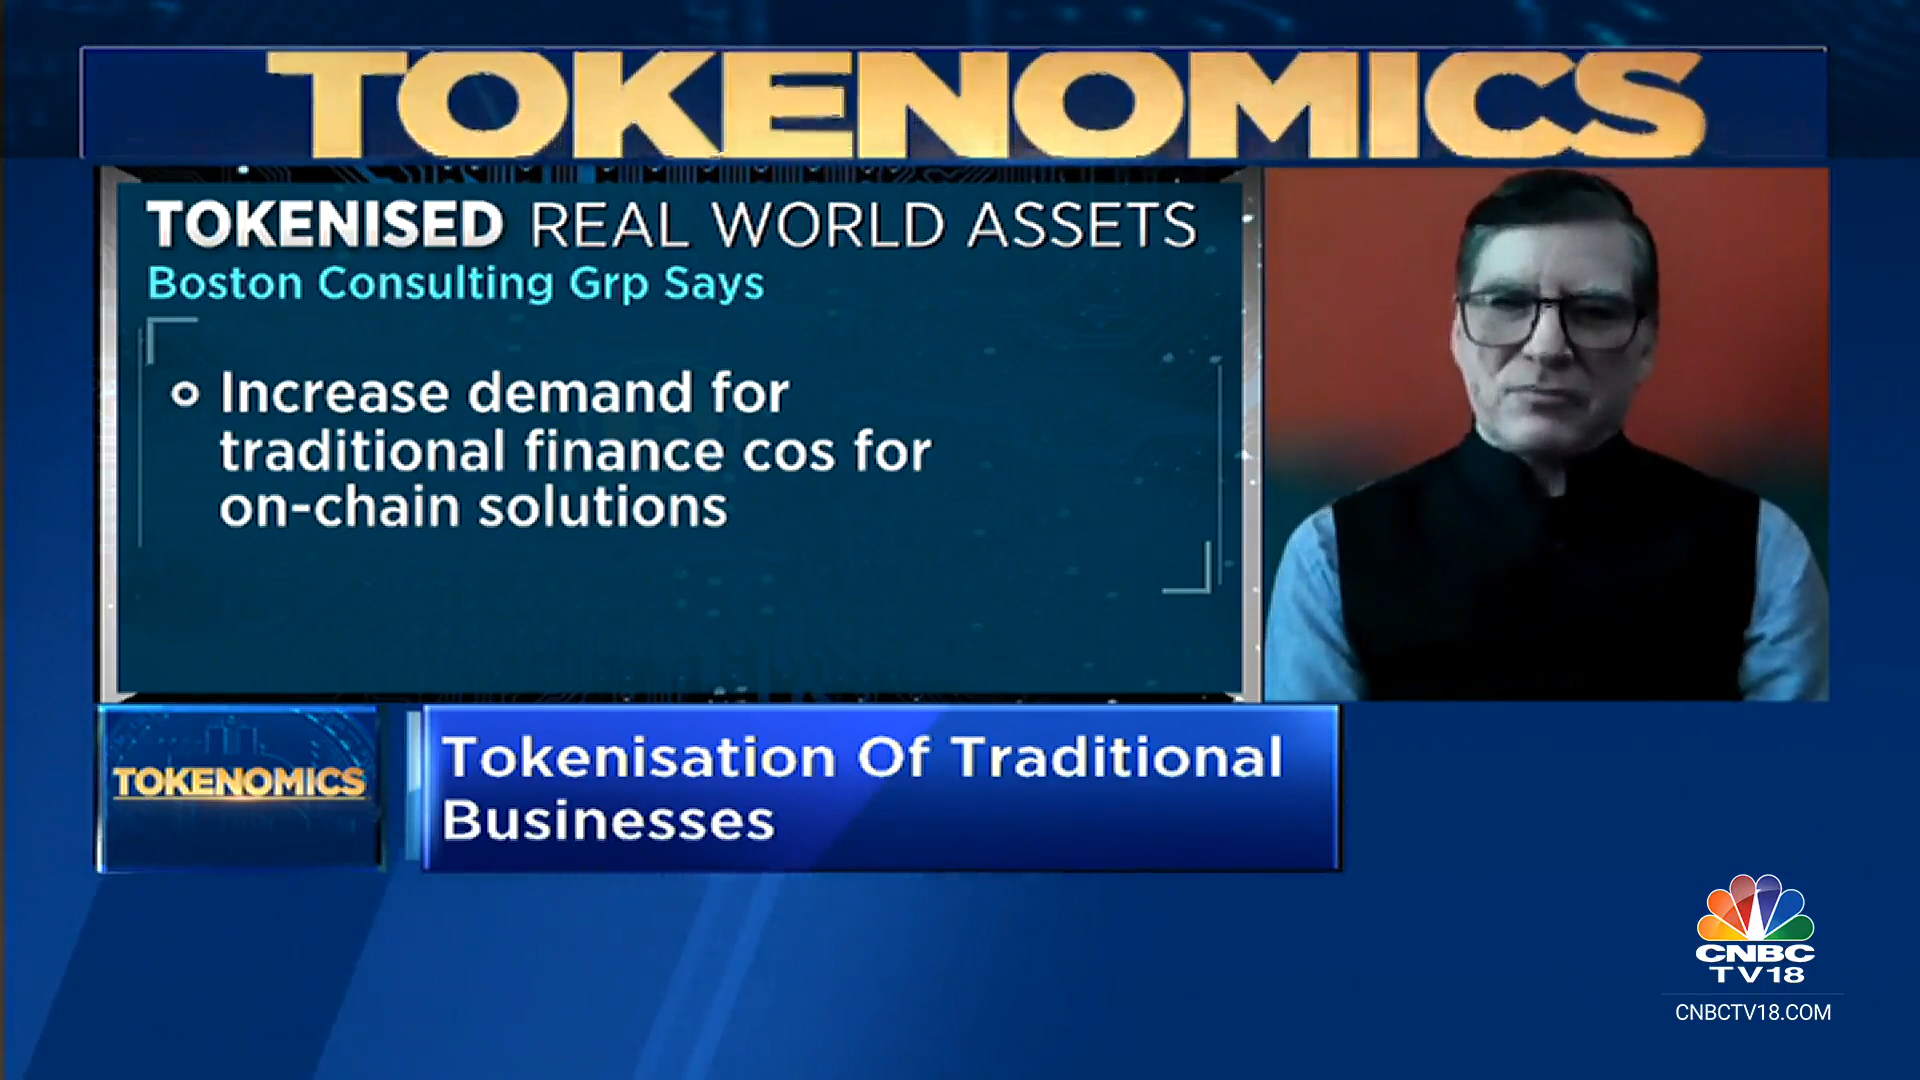 TOKENOMICS
TOKENISED REAL WORLD ASSETS
Boston Consulting Grp Says
Increase demand for
traditional finance cos for
on-chain solutions
TOKENOMICS
Tokenisation Of Traditional
Businesses
CNBC
TV18
CNBCTV18.COM